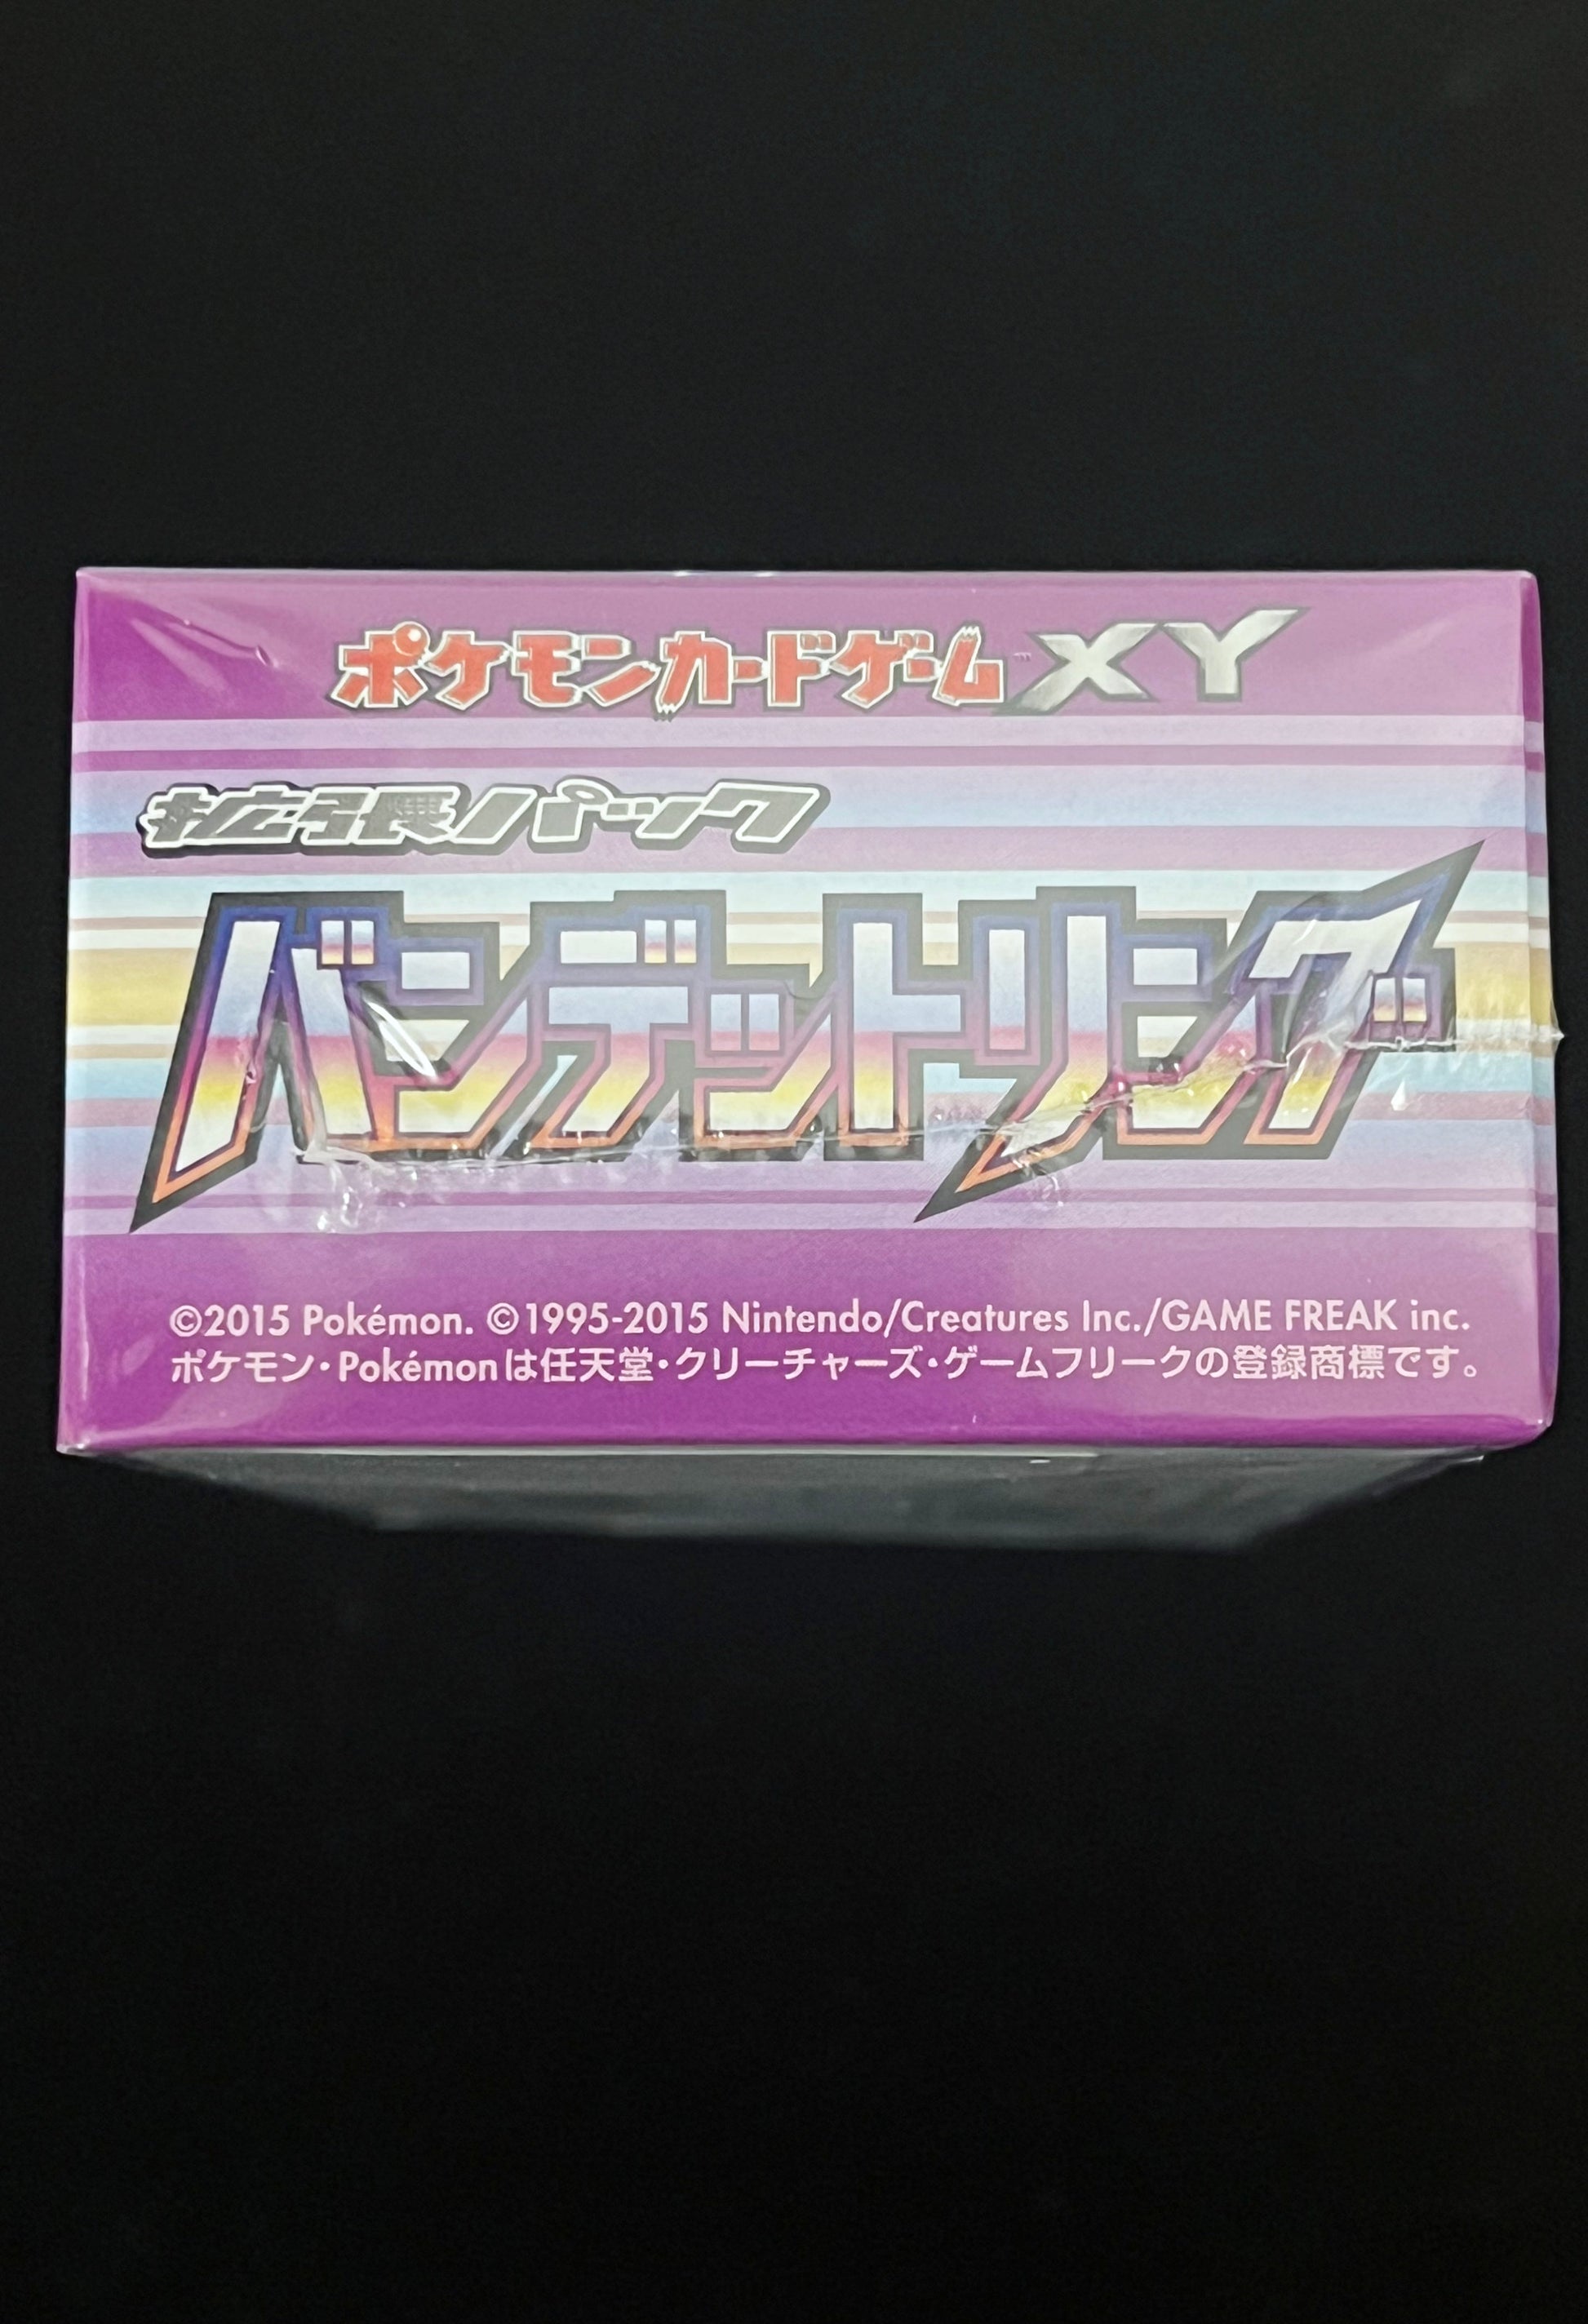 ポケモンカードゲーム™ XY
拡張パック
バンデットリング
©2015 Pokémon. ©1995-2015 Nintendo/Creatures Inc./GAME FREAK inc.
ポケモン・Pokémonは任天堂・クリーチャーズ・ゲームフリークの登録商標です。